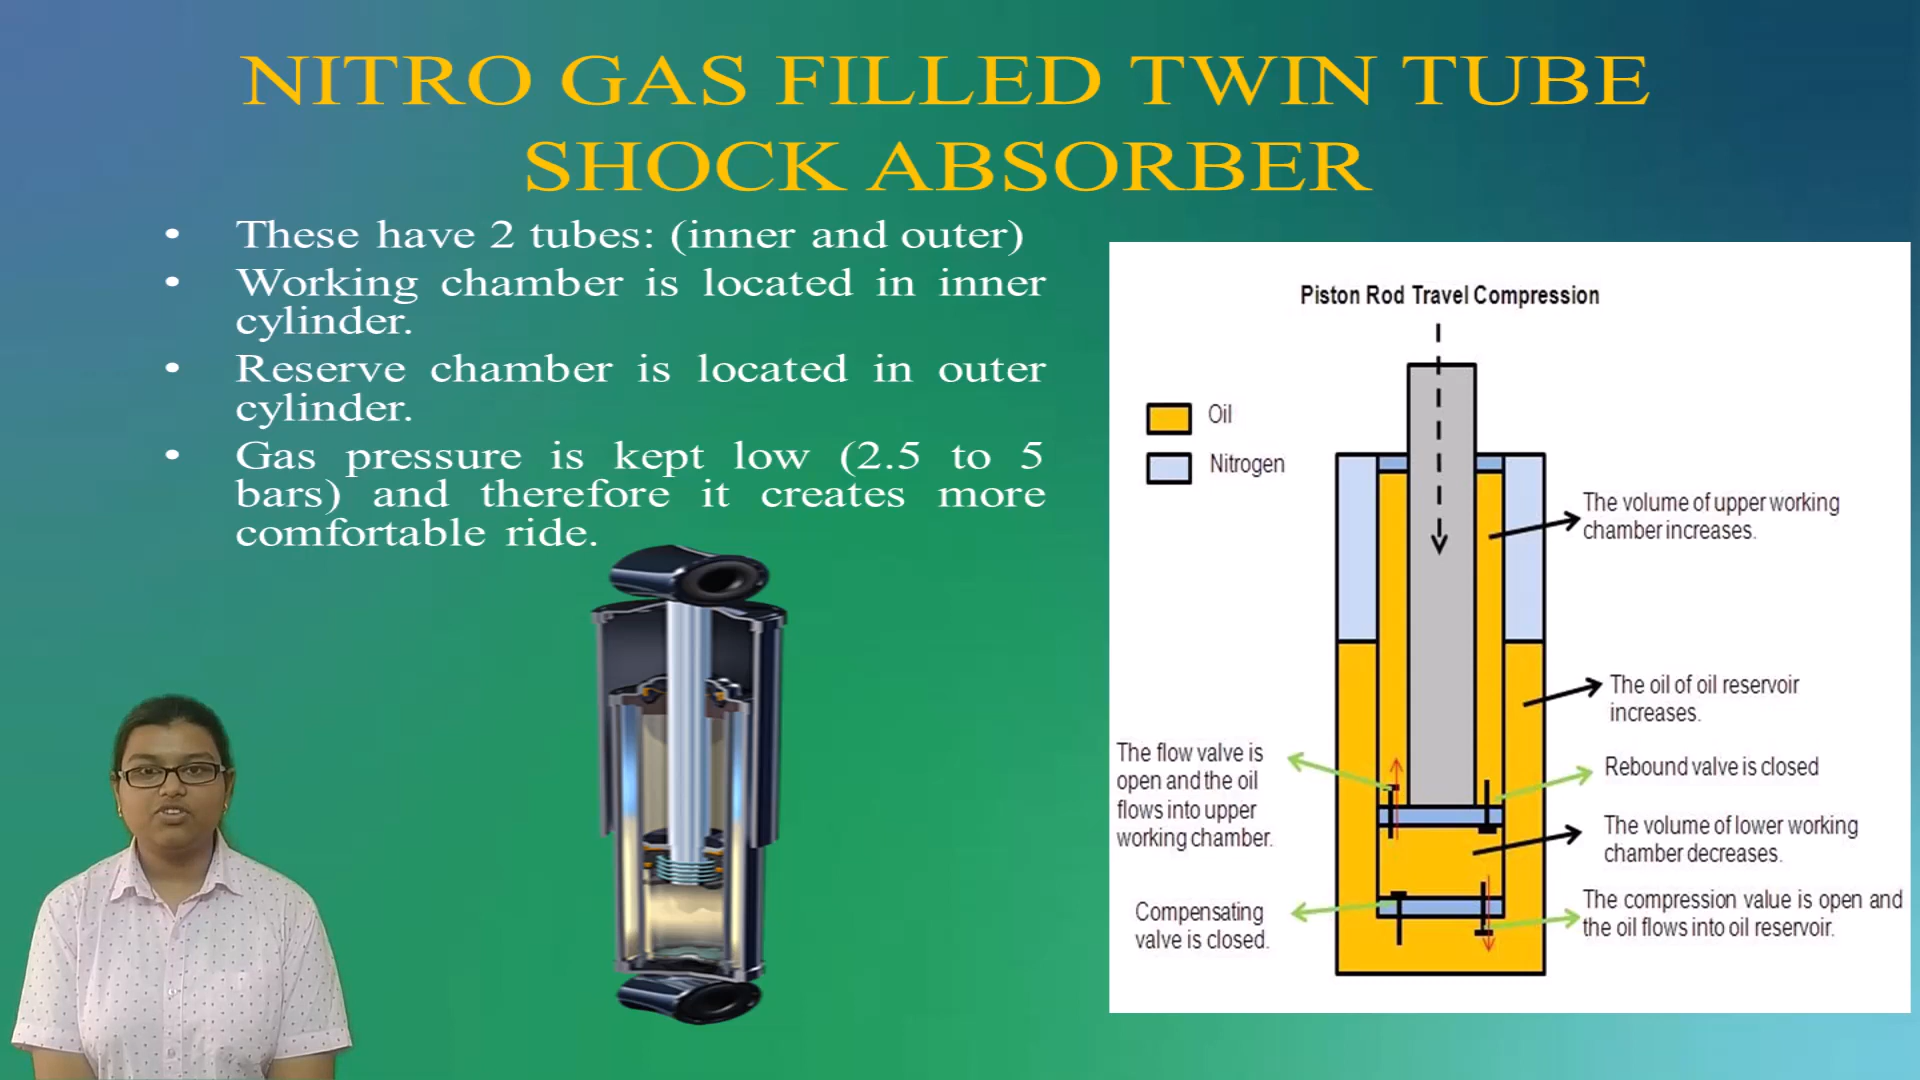 NITRO GAS FILLED TWIN TUBE
SHOCK ABSORBER
• These have 2 tubes: (inner and outer)
• Working chamber is located in inner
cylinder.
• Reserve chamber is located in outer
cylinder.
• Gas pressure is kept low (2.5 to 5
bars) and therefore it creates more
comfortable ride.
Piston Rod Travel Compression
Oil
Nitrogen
The volume of upper working
chamber increases.
The oil of oil reservoir
increases.
The flow valve is
open and the oil
flows into upper
working chamber.
Rebound valve is closed
The volume of lower working
chamber decreases.
Compensating
valve is closed.
The compression value is open and
the oil flows into oil reservoir.